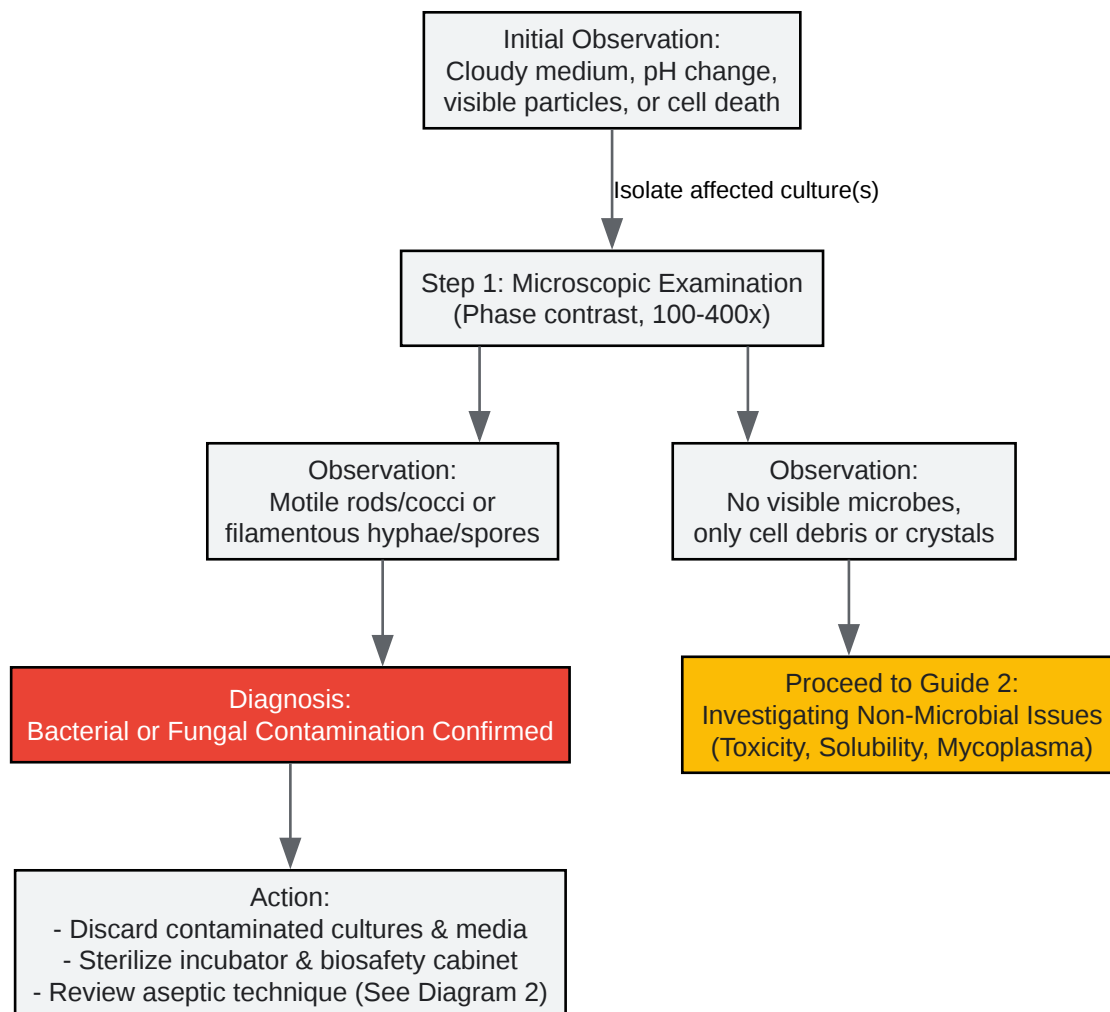 Initial Observation:
Cloudy medium, pH change,
visible particles, or cell death
Isolate affected culture(s)
Step 1: Microscopic Examination
(Phase contrast, 100-400x)
Observation:
Motile rods/cocci or
filamentous hyphae/spores
Observation:
No visible microbes,
only cell debris or crystals
Diagnosis:
Bacterial or Fungal Contamination Confirmed
Proceed to Guide 2:
Investigating Non-Microbial Issues
(Toxicity, Solubility, Mycoplasma)
Action:
- Discard contaminated cultures & media
- Sterilize incubator & biosafety cabinet
- Review aseptic technique (See Diagram 2)